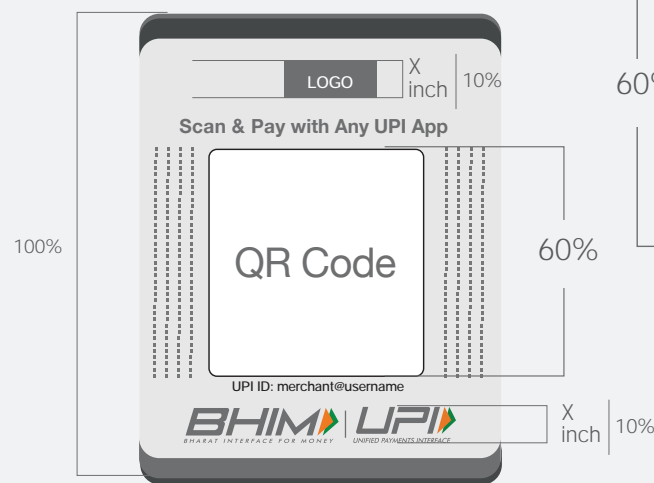 LOGO
X
inch
10%
60%
Scan & Pay with Any UPI App
100%
QR Code
60%
UPI ID: merchant@username
BHIM UPI
BHARAT INTERFACE FOR MONEY UNIFIED PAYMENTS INTERFACE
X
inch
10%